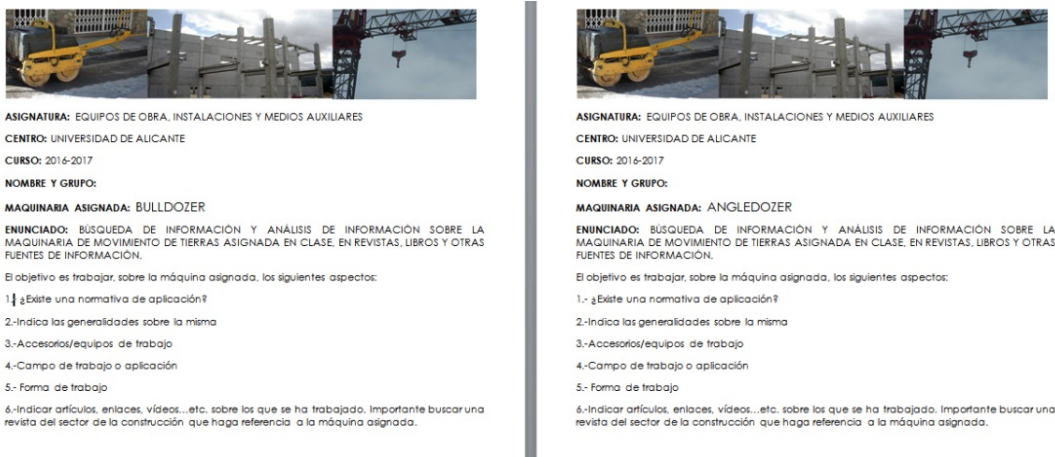 ASIGNATURA: EQUIPOS DE OBRA, INSTALACIONES Y MEDIOS AUXILIARES
CENTRO: UNIVERSIDAD DE ALICANTE
CURSO: 2016-2017
NOMBRE Y GRUPO:
MAQUINARIA ASIGNADA: BULLDOZER
ENUNCIADO: BÚSQUEDA DE INFORMACIÓN Y ANÁLISIS DE INFORMACIÓN SOBRE LA
MAQUINARIA DE MOVIMIENTO DE TIERRAS ASIGNADA EN CLASE, EN REVISTAS, LIBROS Y OTRAS
FUENTES DE INFORMACIÓN.
El objetivo es trabajar, sobre la máquina asignada, los siguientes aspectos:
1.- ¿Existe una normativa de aplicación?
2.-Indica las generalidades sobre la misma
3.-Accesorios/equipos de trabajo
4.-Campo de trabajo o aplicación
5.- Forma de trabajo
6.-Indicar artículos, enlaces, vídeos...etc. sobre los que se ha trabajado. Importante buscar una
revista del sector de la construcción que haga referencia a la máquina asignada.
ASIGNATURA: EQUIPOS DE OBRA, INSTALACIONES Y MEDIOS AUXILIARES
CENTRO: UNIVERSIDAD DE ALICANTE
CURSO: 2016-2017
NOMBRE Y GRUPO:
MAQUINARIA ASIGNADA: ANGLEDOZER
ENUNCIADO: BÚSQUEDA DE INFORMACIÓN Y ANÁLISIS DE INFORMACIÓN SOBRE LA
MAQUINARIA DE MOVIMIENTO DE TIERRAS ASIGNADA EN CLASE, EN REVISTAS, LIBROS Y OTRAS
FUENTES DE INFORMACIÓN.
El objetivo es trabajar, sobre la máquina asignada, los siguientes aspectos:
1.- ¿Existe una normativa de aplicación?
2.-Indica las generalidades sobre la misma
3.-Accesorios/equipos de trabajo
4.-Campo de trabajo o aplicación
5.- Forma de trabajo
6.-Indicar artículos, enlaces, vídeos...etc. sobre los que se ha trabajado. Importante buscar una
revista del sector de la construcción que haga referencia a la máquina asignada.